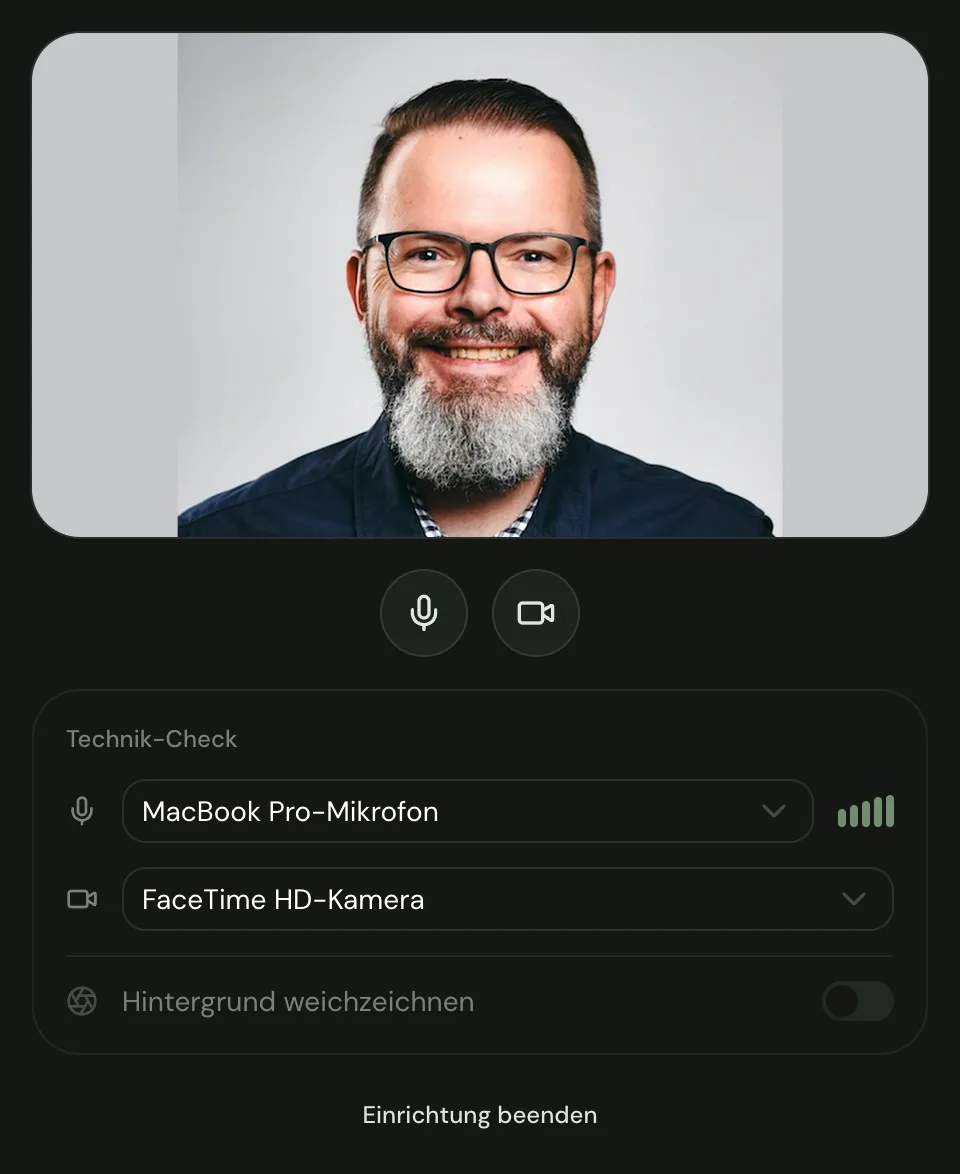 Technik-Check
MacBook Pro-Mikrofon
FaceTime HD-Kamera
Hintergrund weichzeichnen
Einrichtung beenden